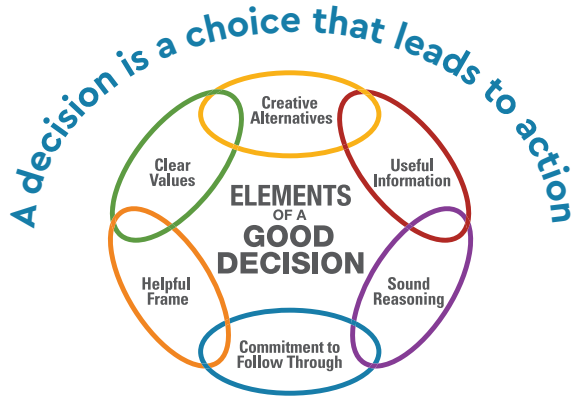 A decision is a choice that leads to action
Creative
Alternatives
Clear
Values
Useful
Information
ELEMENTS
OF A
GOOD
DECISION
Helpful
Frame
Sound
Reasoning
Commitment to
Follow Through